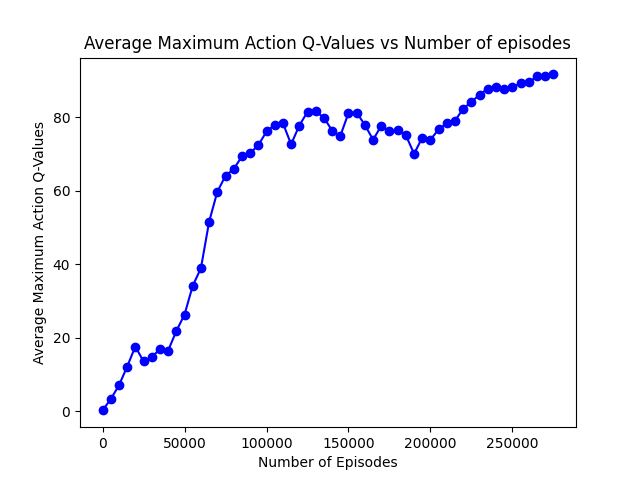 Average Maximum Action Q-Values vs Number of episodes
Average Maximum Action Q-Values
80
60
40
20
0
0 50000 100000 150000 200000 250000
Number of Episodes